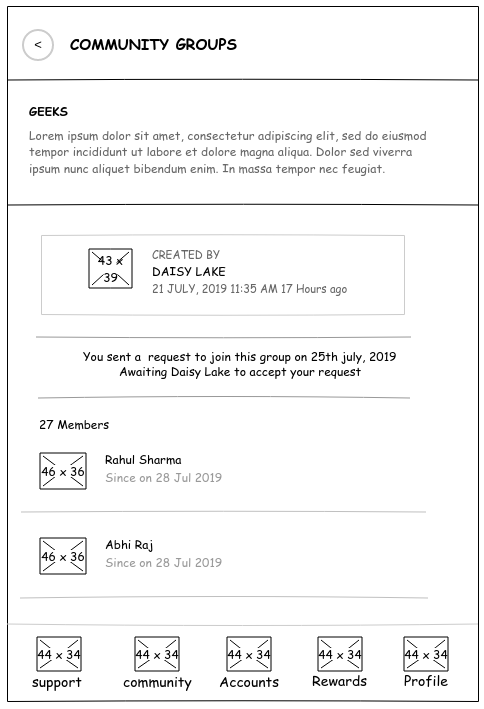 <
COMMUNITY GROUPS
GEEKS
Lorem ipsum dolor sit amet, consectetur adipiscing elit, sed do eiusmod
tempor incididunt ut labore et dolore magna aliqua. Dolor sed viverra
ipsum nunc aliquet bibendum enim. In massa tempor nec feugiat.
43 x
39
CREATED BY
DAISY LAKE
21 JULY, 2019 11:35 AM 17 Hours ago
You sent a request to join this group on 25th july, 2019
Awaiting Daisy Lake to accept your request
27 Members
46 x 36
Rahul Sharma
Since on 28 Jul 2019
46 x 36
Abhi Raj
Since on 28 Jul 2019
44 x 34 44 x 34 44 x 34 44 x 34 44 x 34
support community Accounts Rewards Profile